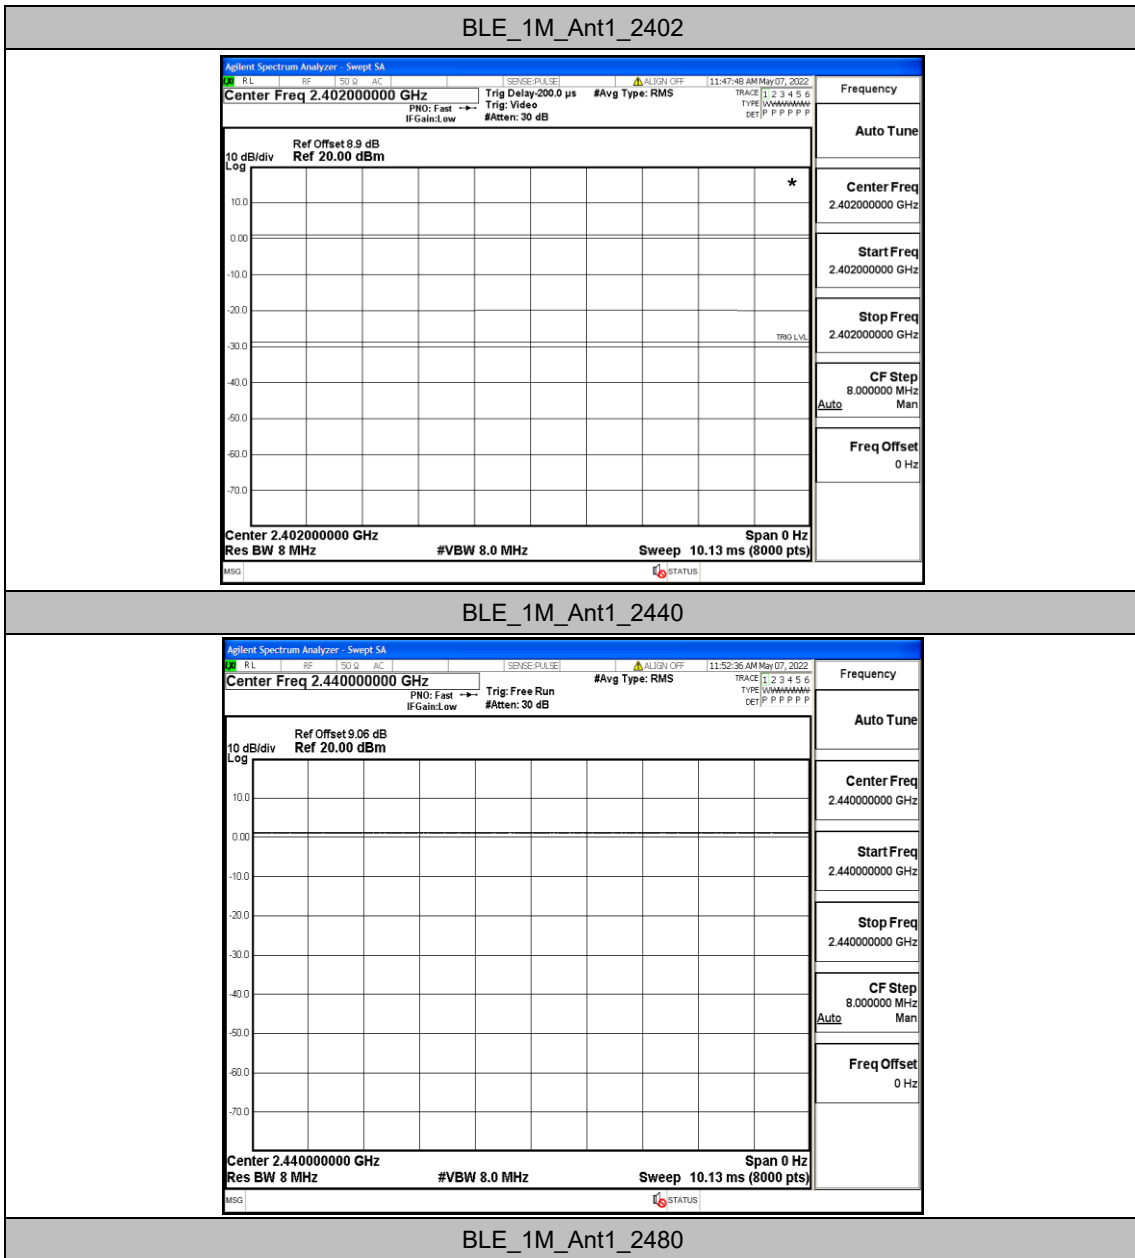 BLE_1M_Ant1_2402
Agilent Spectrum Analyzer - Swept SA
LXI RL RF 50 Ω AC SENSE:PULSE ALIGN OFF 11:47:48 AM May 07, 2022
Center Freq 2.402000000 GHz
PNO: Fast
IFGain:Low
Trig Delay-200.0 µs
Trig: Video
#Atten: 30 dB
#Avg Type: RMS
TRACE 1 2 3 4 5 6
TYPE WWWWWW
DET P P P P P P
Ref Offset 8.9 dB
10 dB/div Ref 20.00 dBm
Log
*
10.0
0.00
-10.0
-20.0
TRIG LVL
-30.0
-40.0
-50.0
-60.0
-70.0
Center 2.402000000 GHz Span 0 Hz
Res BW 8 MHz #VBW 8.0 MHz Sweep 10.13 ms (8000 pts)
MSG STATUS
Frequency
Auto Tune
Center Freq
2.402000000 GHz
Start Freq
2.402000000 GHz
Stop Freq
2.402000000 GHz
CF Step
8.000000 MHz
Auto Man
Freq Offset
0 Hz
BLE_1M_Ant1_2440
Agilent Spectrum Analyzer - Swept SA
LXI RL RF 50 Ω AC SENSE:PULSE ALIGN OFF 11:52:36 AM May 07, 2022
Center Freq 2.440000000 GHz
PNO: Fast
IFGain:Low
Trig: Free Run
#Atten: 30 dB
#Avg Type: RMS
TRACE 1 2 3 4 5 6
TYPE WWWWWW
DET P P P P P P
Ref Offset 9.06 dB
10 dB/div Ref 20.00 dBm
Log
10.0
0.00
-10.0
-20.0
-30.0
-40.0
-50.0
-60.0
-70.0
Center 2.440000000 GHz Span 0 Hz
Res BW 8 MHz #VBW 8.0 MHz Sweep 10.13 ms (8000 pts)
MSG STATUS
Frequency
Auto Tune
Center Freq
2.440000000 GHz
Start Freq
2.440000000 GHz
Stop Freq
2.440000000 GHz
CF Step
8.000000 MHz
Auto Man
Freq Offset
0 Hz
BLE_1M_Ant1_2480